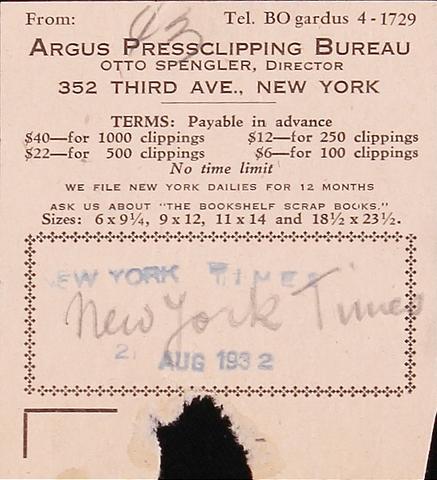 From: 43 Tel. BOgardus 4-1729
ARGUS PRESSCLIPPING BUREAU
OTTO SPENGLER, DIRECTOR
352 THIRD AVE., NEW YORK
TERMS: Payable in advance
$40—for 1000 clippings $12—for 250 clippings
$22—for 500 clippings $6—for 100 clippings
No time limit
WE FILE NEW YORK DAILIES FOR 12 MONTHS
ASK US ABOUT "THE BOOKSHELF SCRAP BOOKS."
Sizes: 6 x 9¼, 9 x 12, 11 x 14 and 18½ x 23½.
EW YORK TIMES
New York Times
2 AUG 1932